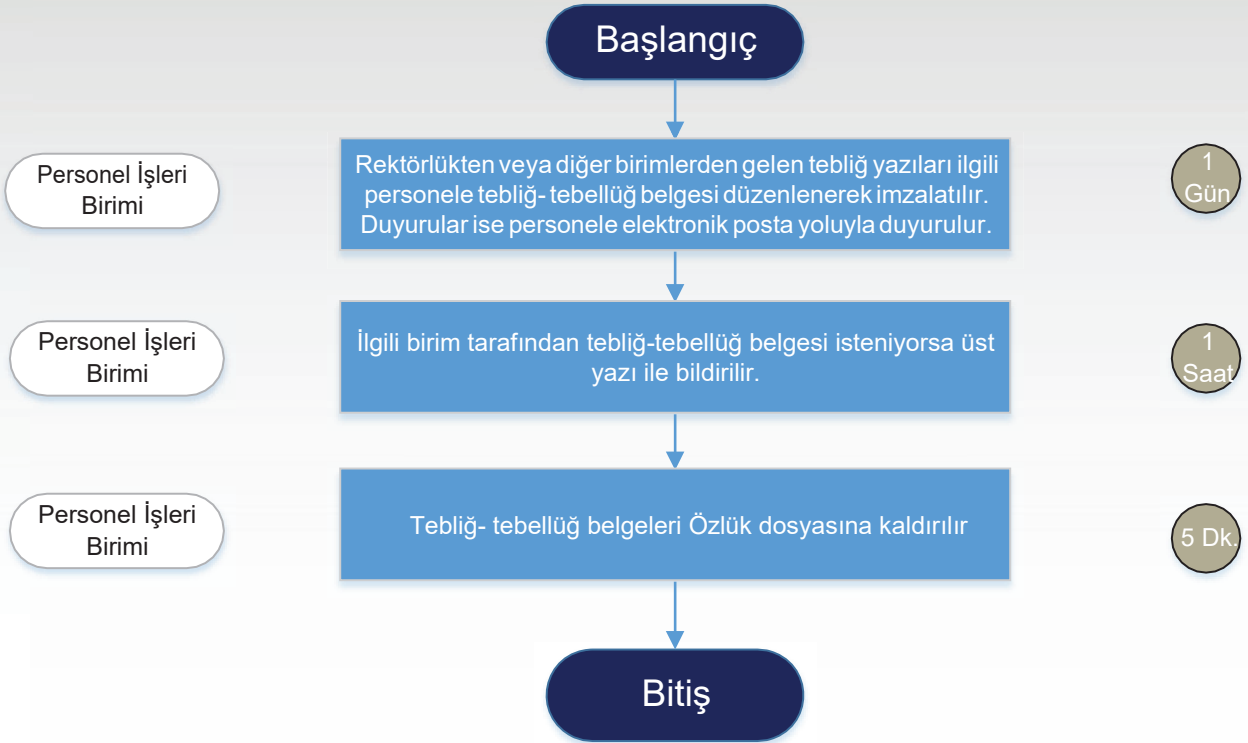 Başlangıç
Personel İşleri
Birimi
Rektörlükten veya diğer birimlerden gelen tebliğ yazıları ilgili
personele tebliğ- tebellüğ belgesi düzenlenerek imzalatılır.
Duyurular ise personele elektronik posta yoluyla duyurulur.
1
Gün
Personel İşleri
Birimi
İlgili birim tarafından tebliğ-tebellüğ belgesi isteniyorsa üst
yazı ile bildirilir.
1
Saat
Personel İşleri
Birimi
Tebliğ- tebellüğ belgeleri Özlük dosyasına kaldırılır
5 Dk.
Bitiş